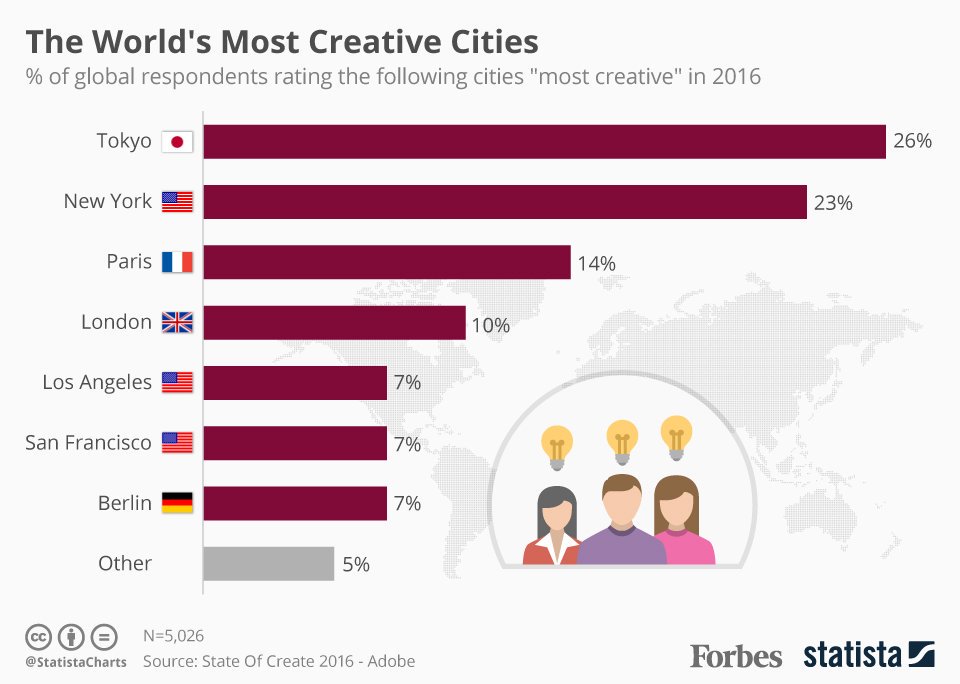 The World's Most Creative Cities
% of global respondents rating the following cities "most creative" in 2016
Tokyo 26%
New York 23%
Paris 14%
London 10%
Los Angeles 7%
San Francisco 7%
Berlin 7%
Other 5%
cc
@StatistaCharts
N=5,026
Source: State Of Create 2016 - Adobe
Forbes statista